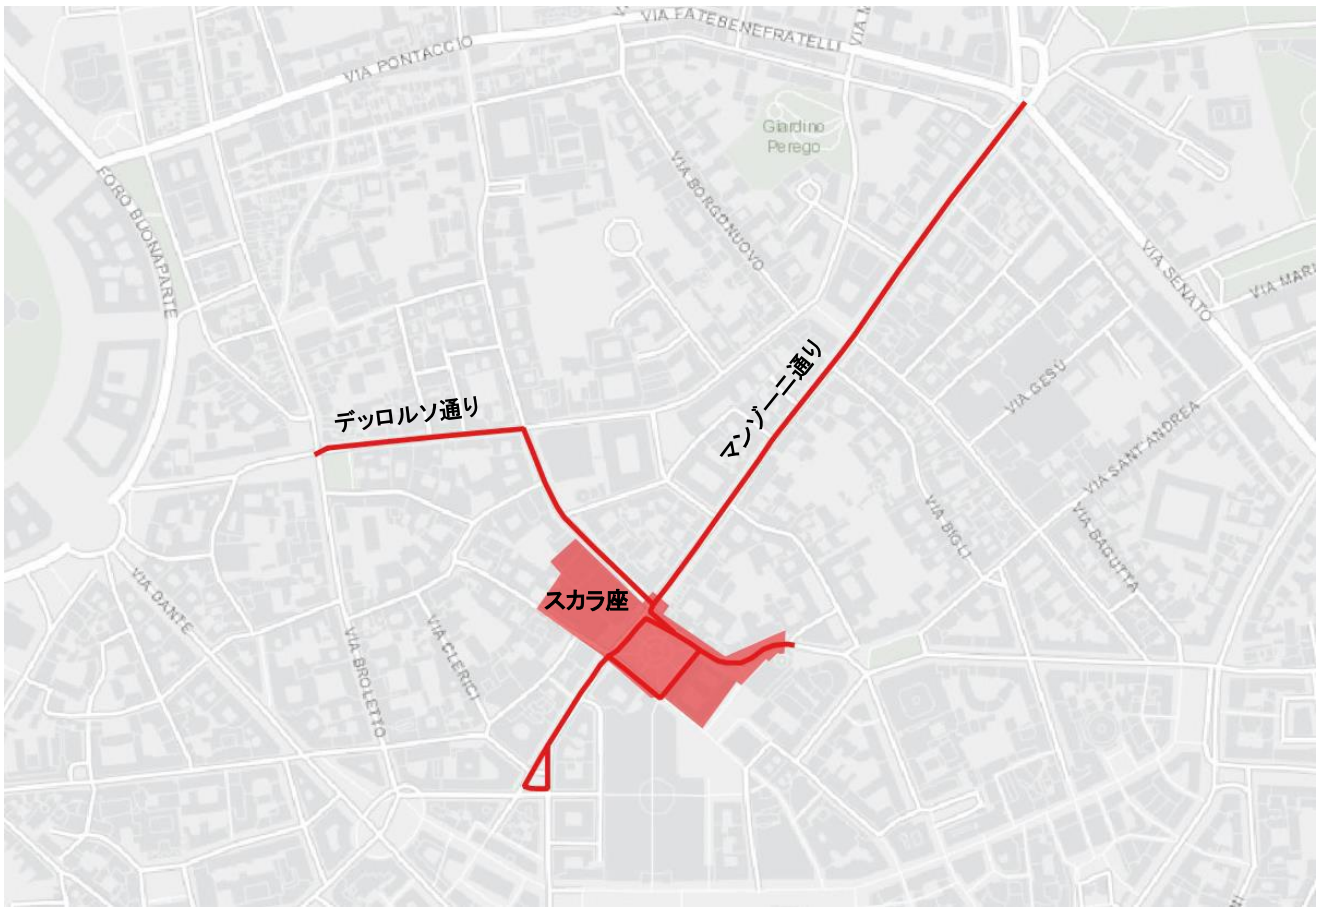 VIA FATEBENEFRATELLI
VIA M
VIA PONTACCIO
Giardino
Perego
FORO BUONAPARTE
VIA BORGONUOVO
VIA SENATO
VIA MARI
マンゾーニ通り
VIA GESÙ
デッロルソ通り
VIA SANT'ANDREA
VIA BIGLI
VIA BAGUTTA
VIA DANTE
スカラ座
VIA CLERICI
VIA BROLETTO